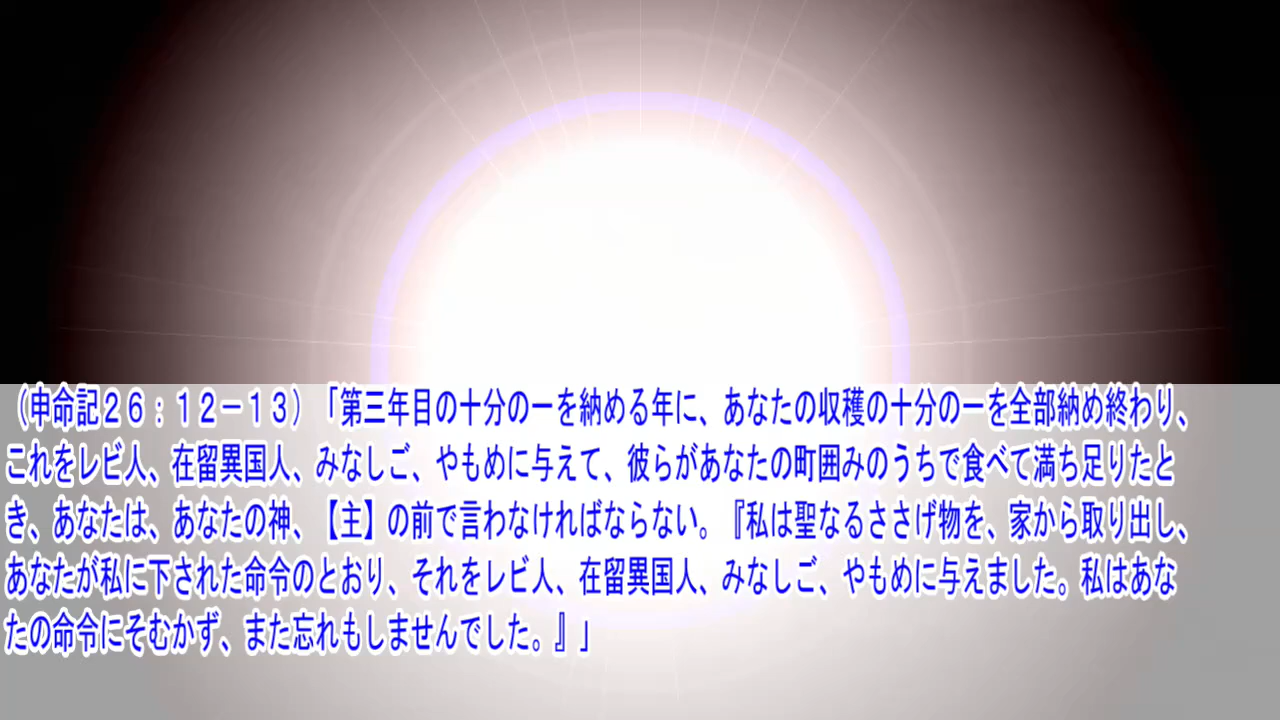 （申命記２６：１２－１３）「第三年目の十分の一を納める年に、あなたの収穫の十分の一を全部納め終わり、
これをレビ人、在留異国人、みなしご、やもめに与えて、彼らがあなたの町囲みのうちで食べて満ち足りたと
き、あなたは、あなたの神、【主】の前で言わなければならない。『私は聖なるささげ物を、家から取り出し、
あなたが私に下された命令のとおり、それをレビ人、在留異国人、みなしご、やもめに与えました。私はあな
たの命令にそむかず、また忘れもしませんでした。』」